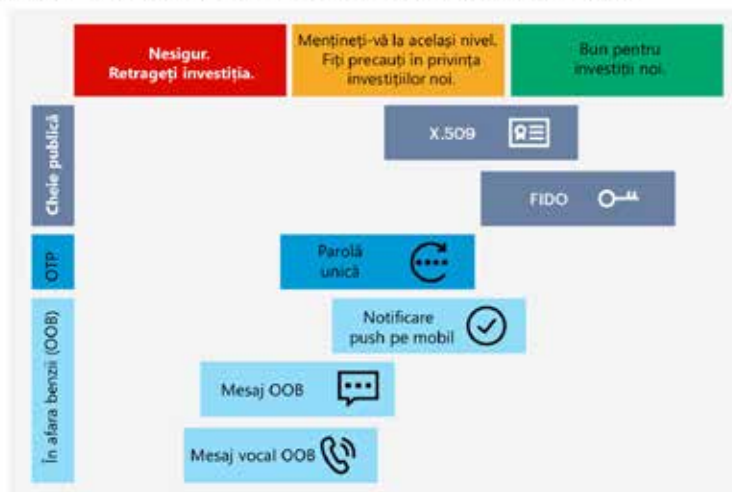 Nesigur.
Retrageți investiția.
Mențineți-vă la același nivel.
Fiți precauți în privința
investițiilor noi.
Bun pentru
investiții noi.
Cheie publică
X.509
FIDO
OTP
Parolă
unică
În afara benzii (OOB)
Notificare
push pe mobil
Mesaj OOB
Mesaj vocal OOB